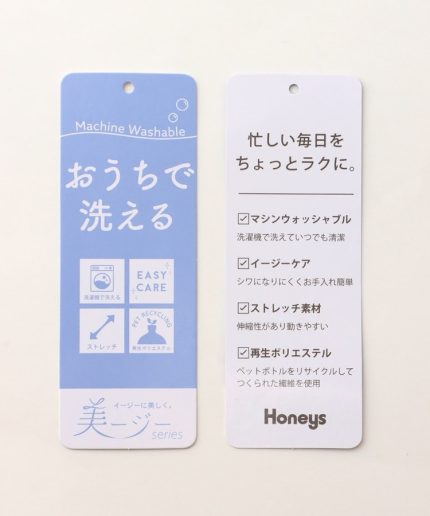 Machine Washable
おうちで
洗える
洗濯機で洗える
EASY
CARE
ストレッチ
PET RECYCLING
再生ポリエステル
イージーに美しく。
美ージー
series
忙しい毎日を
ちょっとラクに。
マシンウォッシャブル
洗濯機で洗えていつでも清潔
イージーケア
シワになりにくくお手入れ簡単
ストレッチ素材
伸縮性があり動きやすい
再生ポリエステル
ペットボトルをリサイクルして
つくられた繊維を使用
Honeys